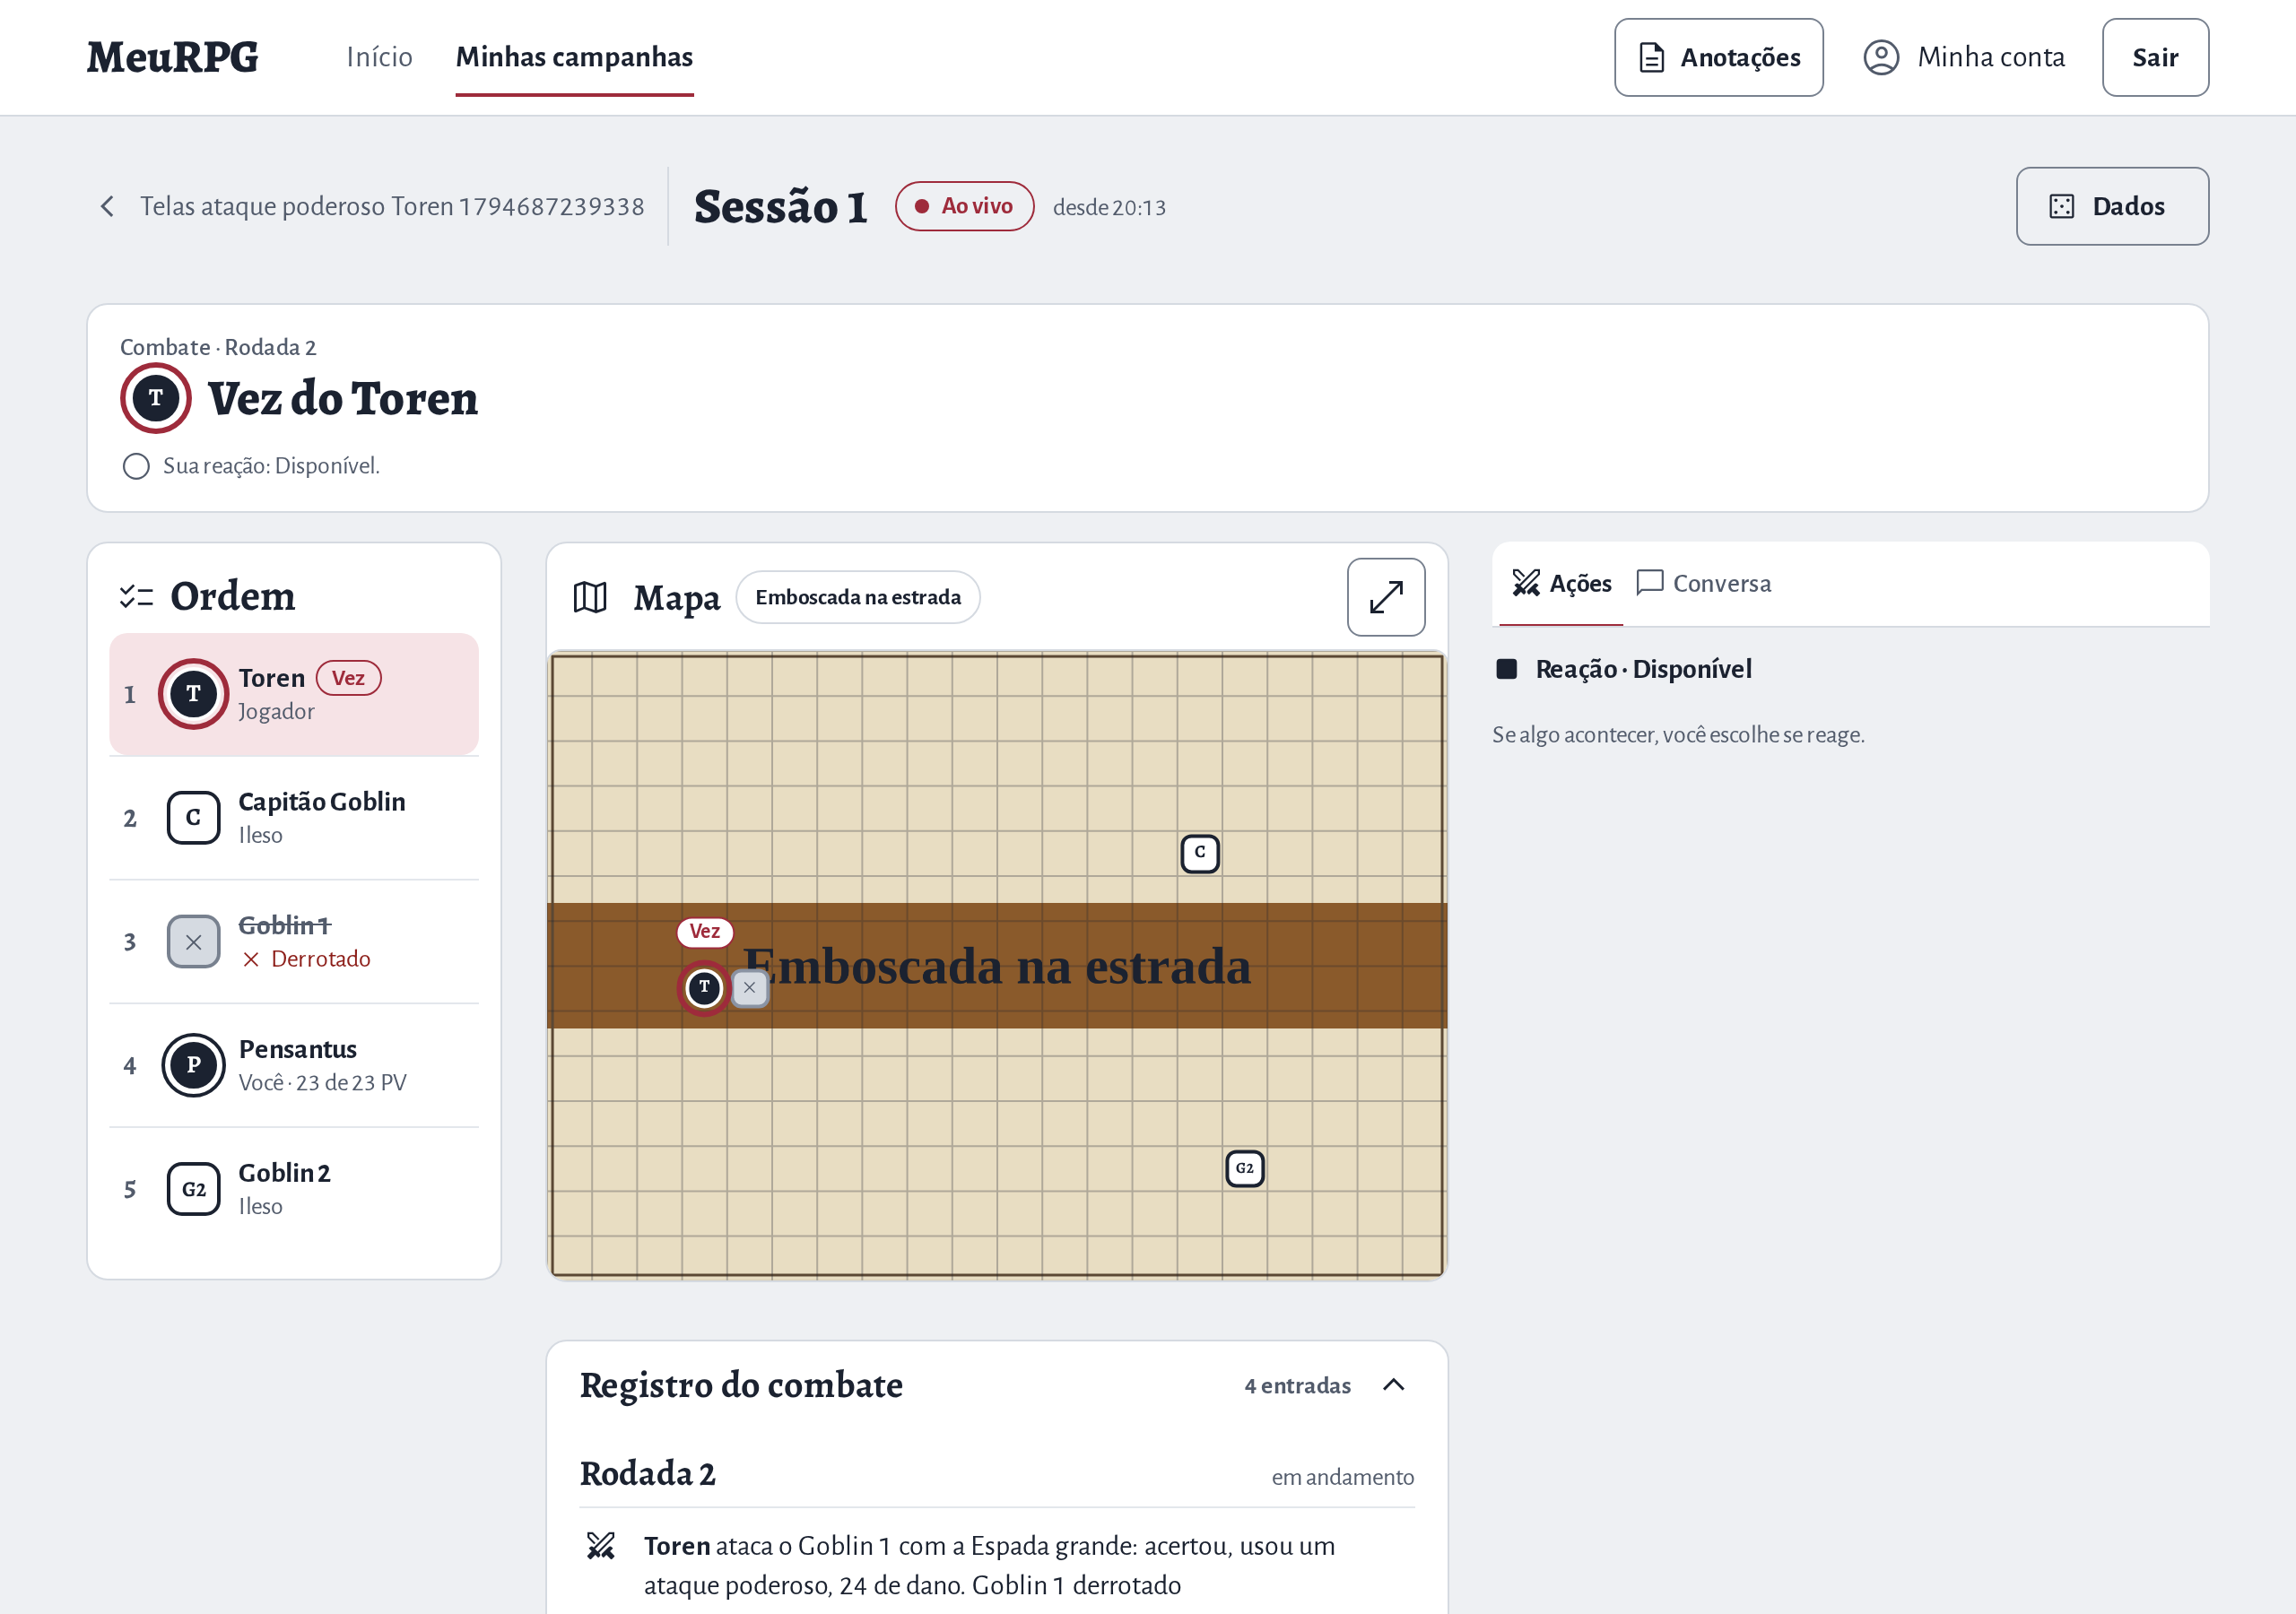 MeuRPG
Início
Minhas campanhas
Anotações
Minha conta
Sair
Telas ataque poderoso Toren 1794687239338
Sessão 1
Ao vivo
desde 20:13
Dados
Combate · Rodada 2
T
Vez do Toren
Sua reação: Disponível.
Ordem
1
T
Toren
Vez
Jogador
2
C
Capitão Goblin
Ileso
3
Goblin 1
Derrotado
4
P
Pensantus
Você · 23 de 23 PV
5
G2
Goblin 2
Ileso
Mapa
Emboscada na estrada
C
Vez
T
Emboscada na estrada
G2
Ações
Conversa
Reação · Disponível
Se algo acontecer, você escolhe se reage.
Registro do combate
4 entradas
Rodada 2
em andamento
Toren ataca o Goblin 1 com a Espada grande: acertou, usou um
ataque poderoso, 24 de dano. Goblin 1 derrotado